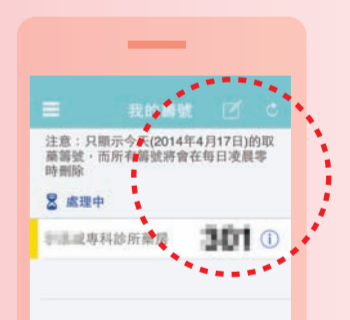 我的籌號
注意：只顯示今天(2014年4月17日)的取
藥籌號，而所有籌號將會在每日凌晨零
時刪除
處理中
專科診所藥房
301